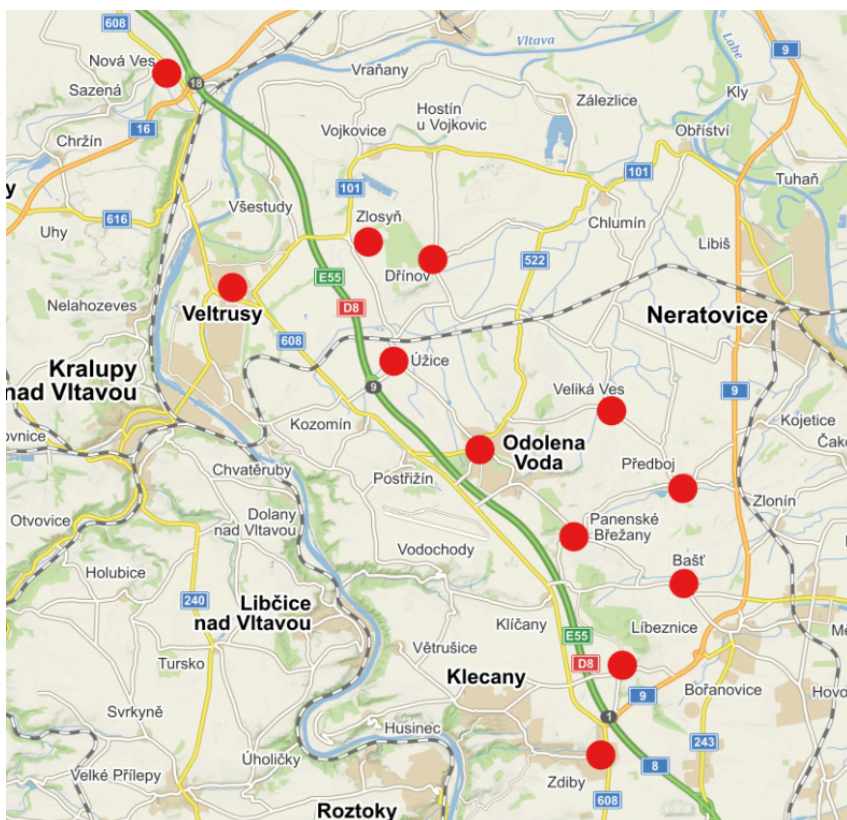 608
Vltava
Labe
9
Nová Ves
Vraňany
18
Sazená
Hostín
u Vojkovic
Zálezlice
Kly
16
Vojkovice
Obříství
Chržín
101
101
Tuhaň
y
Všestudy
616
Uhy
Zlosyň
Chlumín
Libiš
E55
Dřínov
522
Nelahozeves
D8
Veltrusy
Neratovice
608
Kralupy
nad Vltavou
Úžice
9
9
Veliká Ves
Kojetice
ovnice
Kozomín
Odolena
Voda
Čako
Chvatěruby
Postřižín
Předboj
Zlonín
Otvovice
Dolany
nad Vltavou
Panenské
Břežany
Vodochody
Holubice
Bašť
240
Libčice
nad Vltavou
Klíčany
Líbeznice
E55
Mě
Větrušice
Tursko
D8
Klecany
9
Bořanovice
Hovo
Svrkyně
1
Husinec
243
Úholičky
Velké Přílepy
Zdiby
8
Roztoky
608